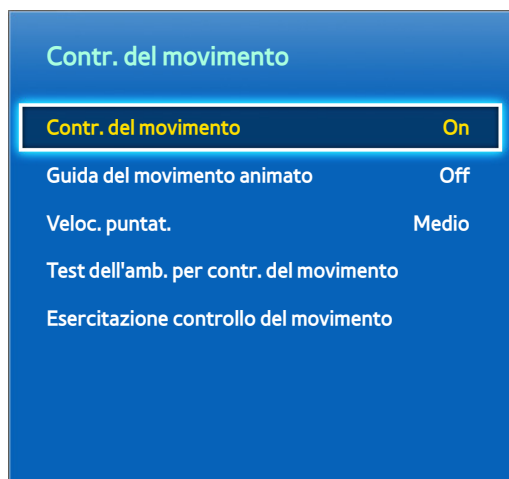 Contr. del movimento
Contr. del movimento On
Guida del movimento animato Off
Veloc. puntat. Medio
Test dell'amb. per contr. del movimento
Esercitazione controllo del movimento